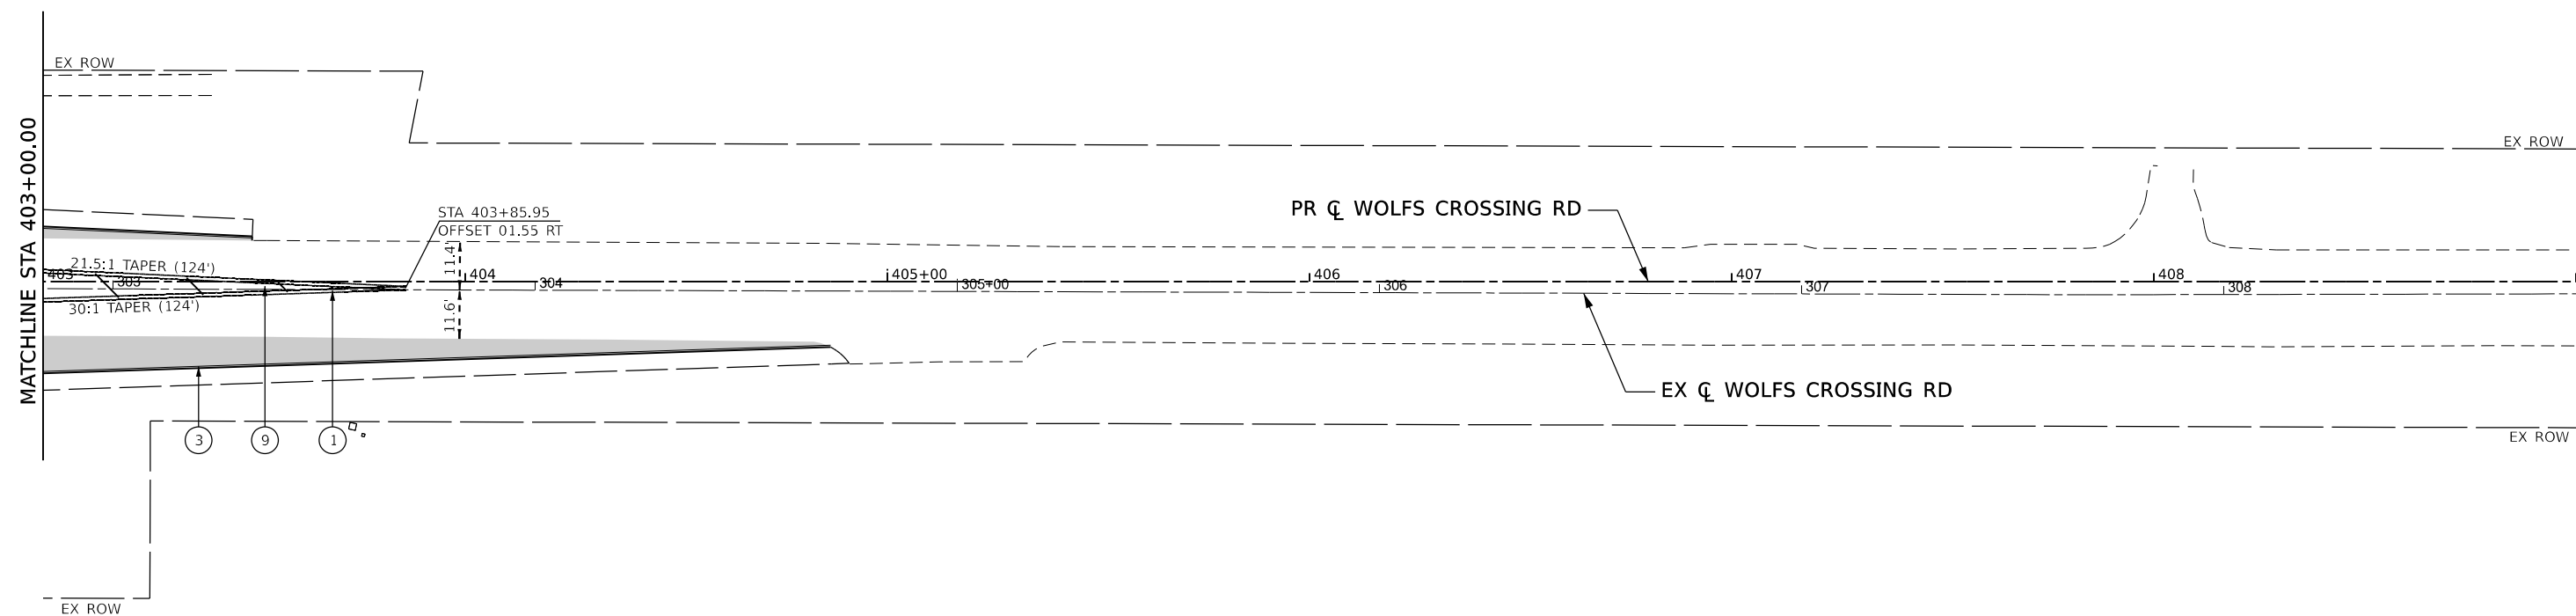 MATCHLINE STA 403+00.00
EX ROW
EX ROW
STA 403+85.95
OFFSET 01.55 RT
PR ℄ WOLFS CROSSING RD
21.5:1 TAPER (124')
11.4'
403
404
405+00
406
407
408
303
304
305+00
306
307
308
30:1 TAPER (124')
11.6'
EX ℄ WOLFS CROSSING RD
3
9
1
EX ROW
EX ROW